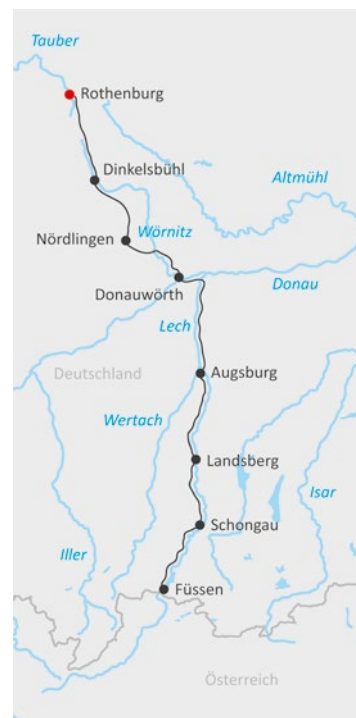 Tauber
Rothenburg
Dinkelsbühl
Altmühl
Wörnitz
Nördlingen
Donauwörth
Donau
Lech
Deutschland
Augsburg
Wertach
Landsberg
Isar
Schongau
Iller
Füssen
Österreich